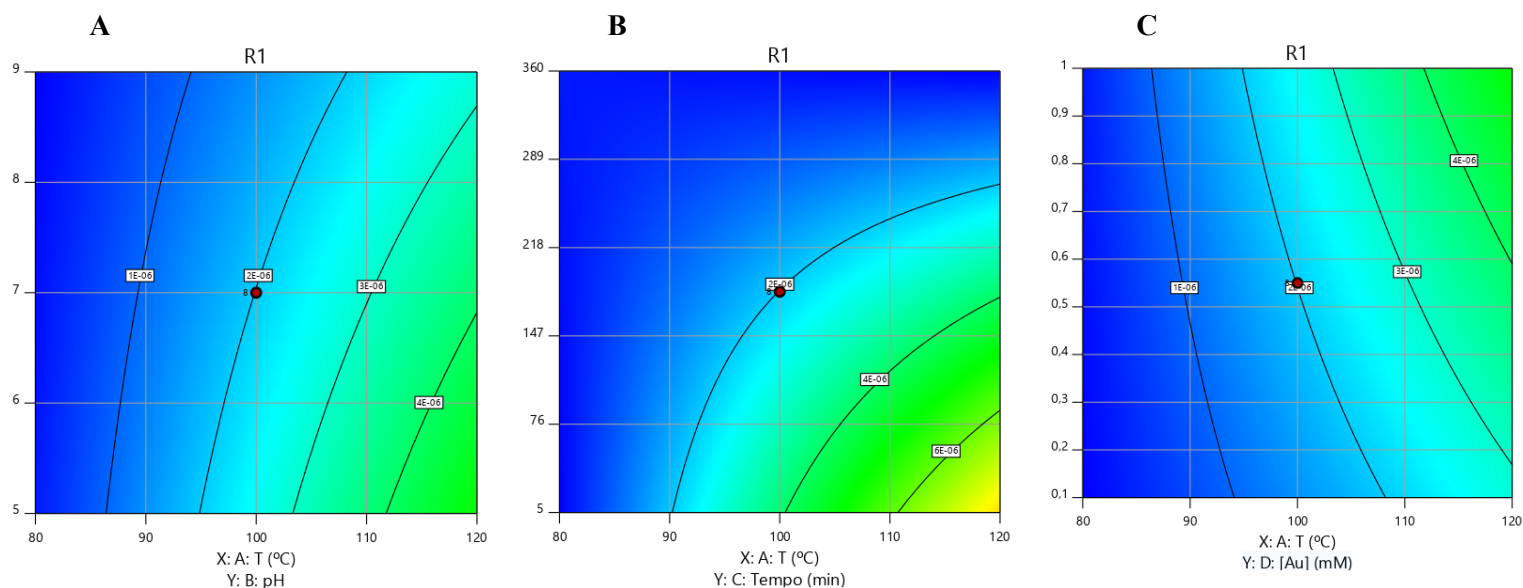 A
R1
9
8
7
6
5
1E-06
2E-06
3E-06
4E-06
8
80
90
100
110
120
X: A: T (ºC)
Y: B: pH
B
R1
360
289
218
147
76
5
2E-06
4E-06
6E-06
8
80
90
100
110
120
X: A: T (ºC)
Y: C: Tempo (min)
C
R1
1
0,9
0,8
0,7
0,6
0,5
0,4
0,3
0,2
0,1
1E-06
2E-06
3E-06
4E-06
80
90
100
110
120
X: A: T (ºC)
Y: D: [Au] (mM)